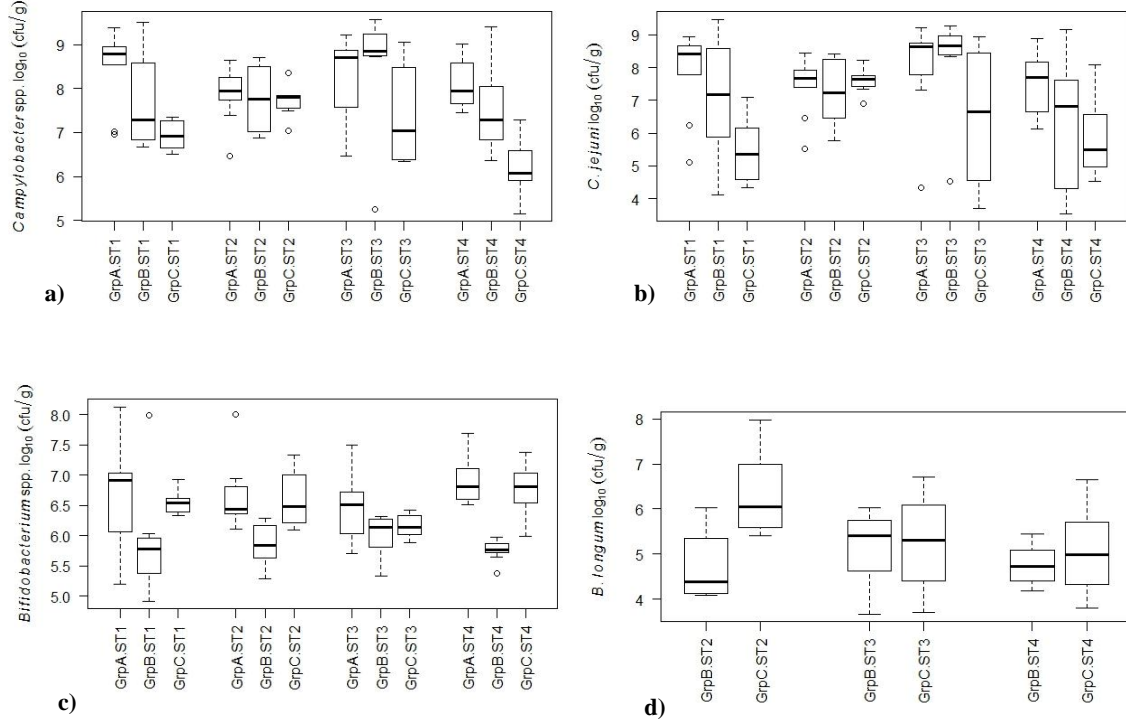 Campylobacter spp. log10 (cfu/g)
9
8
7
6
5
GrpA.ST1
GrpB.ST1
GrpC.ST1
GrpA.ST2
GrpB.ST2
GrpC.ST2
GrpA.ST3
GrpB.ST3
GrpC.ST3
GrpA.ST4
GrpB.ST4
GrpC.ST4
a)
C. jejuni log10 (cfu/g)
9
8
7
6
5
4
GrpA.ST1
GrpB.ST1
GrpC.ST1
GrpA.ST2
GrpB.ST2
GrpC.ST2
GrpA.ST3
GrpB.ST3
GrpC.ST3
GrpA.ST4
GrpB.ST4
GrpC.ST4
b)
Bifidobacterium spp. log10 (cfu/g)
8.0
7.5
7.0
6.5
6.0
5.5
5.0
GrpA.ST1
GrpB.ST1
GrpC.ST1
GrpA.ST2
GrpB.ST2
GrpC.ST2
GrpA.ST3
GrpB.ST3
GrpC.ST3
GrpA.ST4
GrpB.ST4
GrpC.ST4
c)
B. longum log10 (cfu/g)
8
7
6
5
4
GrpB.ST2
GrpC.ST2
GrpB.ST3
GrpC.ST3
GrpB.ST4
GrpC.ST4
d)